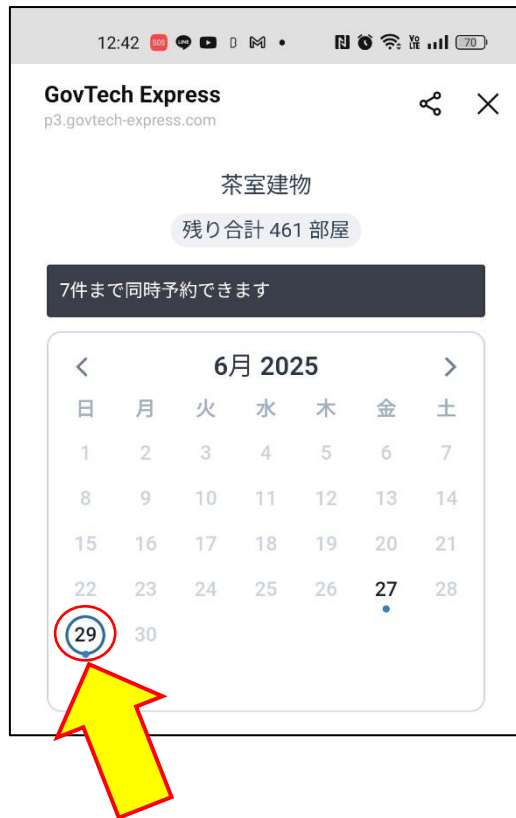 12:42 SOS LINE D M 70
GovTech Express
p3.govtech-express.com
茶室建物
残り合計 461 部屋
7件まで同時予約できます
6月 2025
日 月 火 水 木 金 土
1 2 3 4 5 6 7
8 9 10 11 12 13 14
15 16 17 18 19 20 21
22 23 24 25 26 27 28
29 30